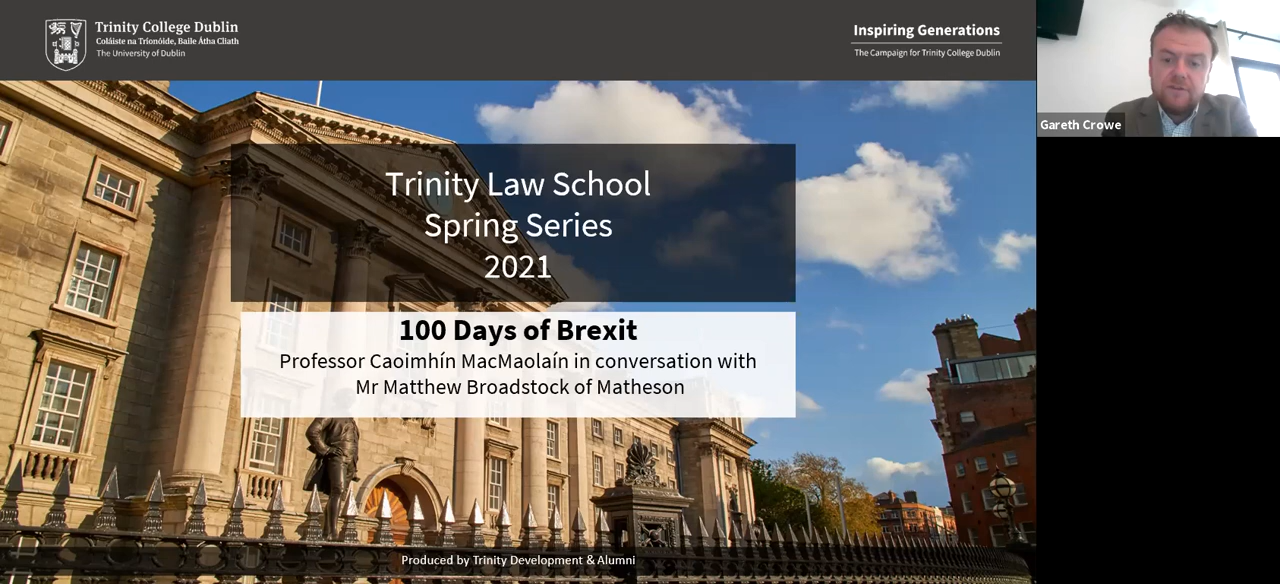 Trinity College Dublin
Coláiste na Tríonóide, Baile Átha Cliath
The University of Dublin
Inspiring Generations
The Campaign for Trinity College Dublin
Gareth Crowe
Trinity Law School
Spring Series
2021
100 Days of Brexit
Professor Caoimhín MacMaolaín in conversation with
Mr Matthew Broadstock of Matheson
Produced by Trinity Development & Alumni